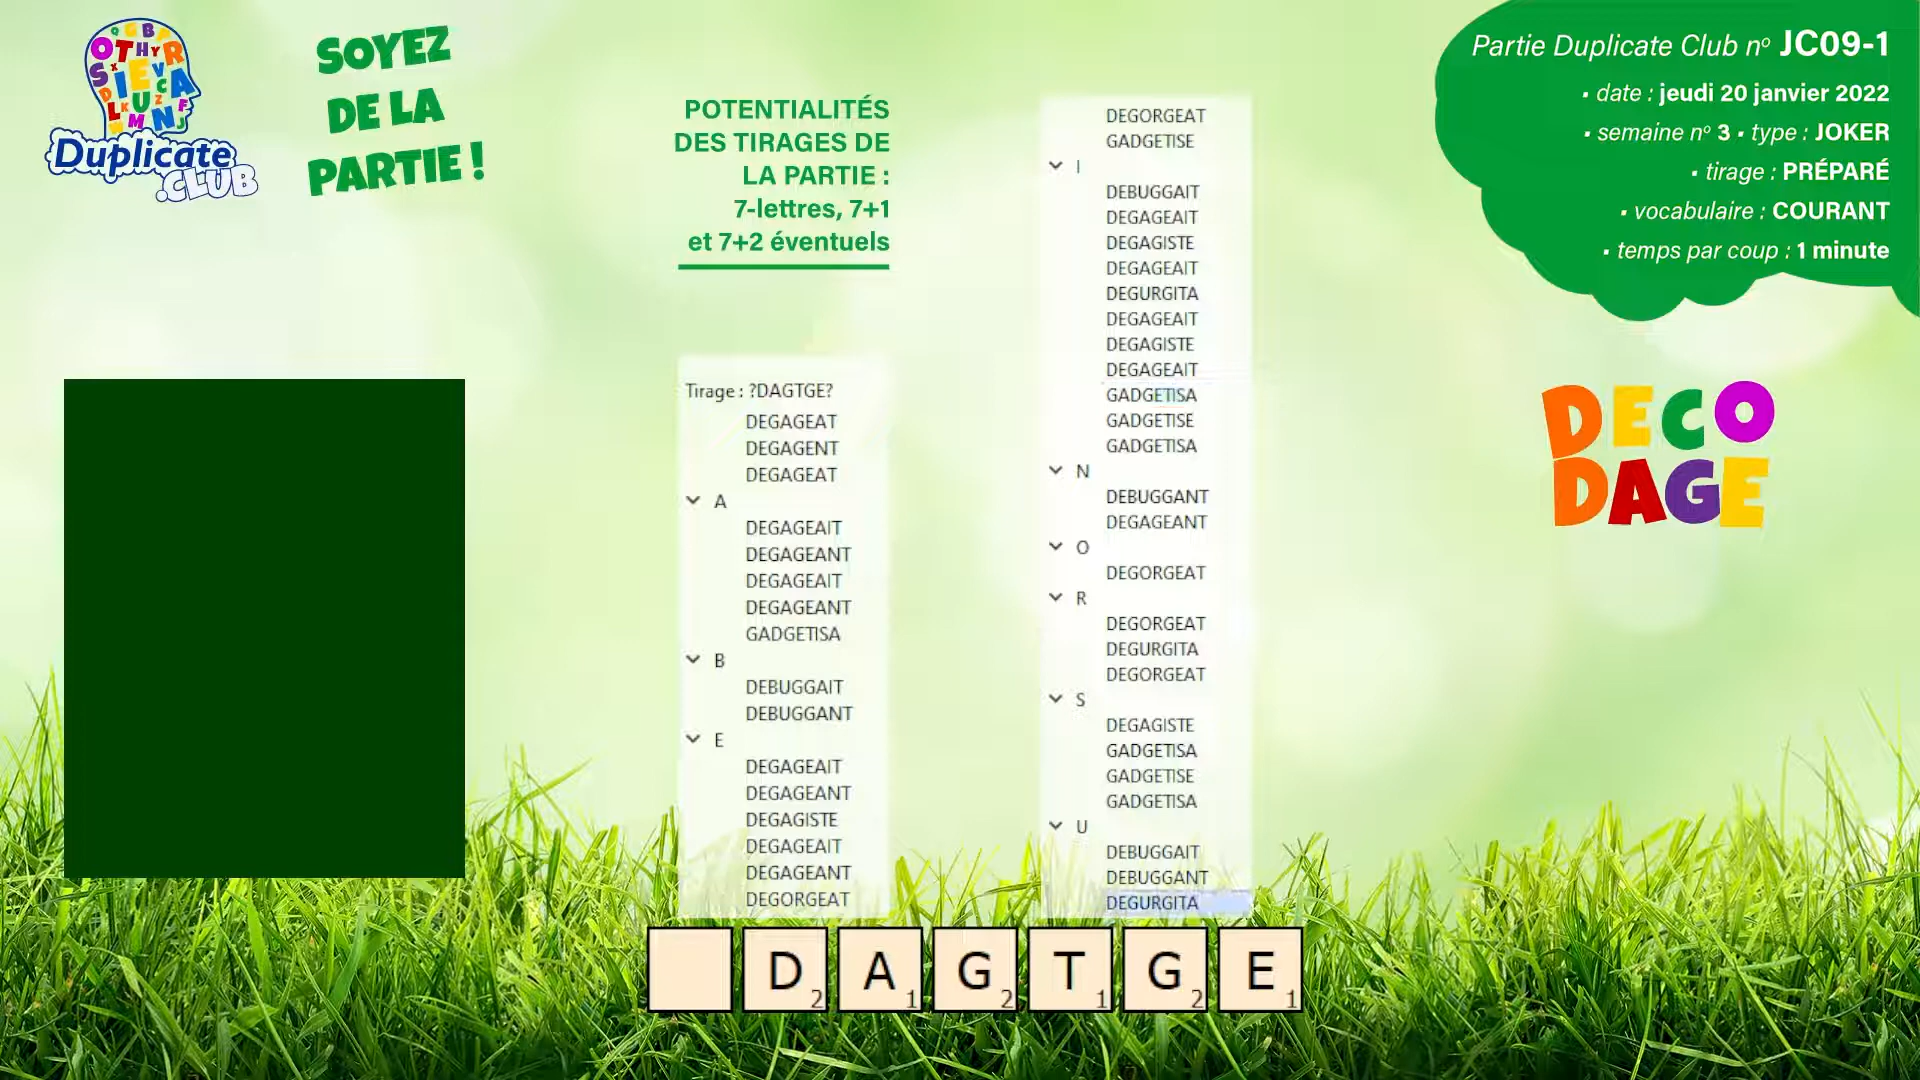 Duplicate
.CLUB
SOYEZ
DE LA
PARTIE !
POTENTIALITÉS
DES TIRAGES DE
LA PARTIE :
7-lettres, 7+1
et 7+2 éventuels
Tirage : ?DAGTGE?
DEGAGEAT
DEGAGENT
DEGAGEAT
A
DEGAGEAIT
DEGAGEANT
DEGAGEAIT
DEGAGEANT
GADGETISA
B
DEBUGGAIT
DEBUGGANT
E
DEGAGEAIT
DEGAGEANT
DEGAGISTE
DEGAGEAIT
DEGAGEANT
DEGORGEAT
DEGORGEAT
GADGETISE
I
DEBUGGAIT
DEGAGEAIT
DEGAGISTE
DEGAGEAIT
DEGURGITA
DEGAGEAIT
DEGAGISTE
DEGAGEAIT
GADGETISA
GADGETISE
GADGETISA
N
DEBUGGANT
DEGAGEANT
O
DEGORGEAT
R
DEGORGEAT
DEGURGITA
DEGORGEAT
S
DEGAGISTE
GADGETISA
GADGETISE
GADGETISA
U
DEBUGGAIT
DEBUGGANT
DEGURGITA
Partie Duplicate Club nº JC09-1
• date : jeudi 20 janvier 2022
• semaine nº 3 • type : JOKER
• tirage : PRÉPARÉ
• vocabulaire : COURANT
• temps par coup : 1 minute
DECO
DAGE
D2 A1 G2 T1 G2 E1